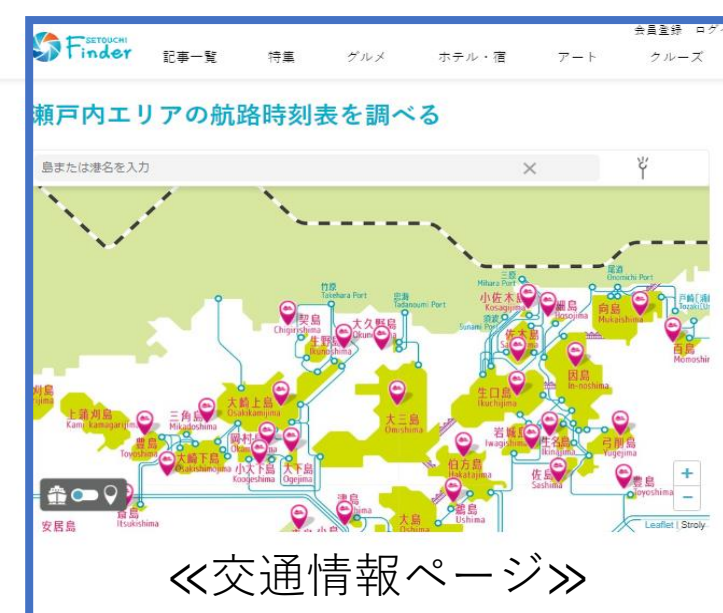 会員登録 ログイ
SETOUCHI
Finder
記事一覧 特集 グルメ ホテル・宿 アート クルーズ
瀬戸内エリアの航路時刻表を調べる
島または港名を入力
竹原
Takehara Port
忠海
Tadanoumi Port
三原
Mihara Port
尾道
Onomichi Port
須波
Sunami Port
戸崎
契島
Chigirishima
大久野島
生野島
Ikunoshima
小佐木島
Kosagijima
佐木島
細島
Hosojima
向島
Mukaishima
百島
Momoshim
因島
In-noshima
生口島
Ikuchijima
大三島
Omishima
大崎上島
Osakikamijima
三角島
Mikadoshima
上蒲刈島
Kami kamagarijima
刈島
豊島
Toyoshima
大崎下島
Osakishimojima
岡村島
小大下島
Koogeshima
大下島
Ogejima
岩城島
Iwagishima
生名島
Ikinajima
弓削島
Yugejima
佐島
Sashima
伯方島
Hakatajima
豊島
Toyoshima
津島
鵜島
Ushima
大島
Oshima
斎島
Itsukishima
安居島
+
−
Leaflet | Stroly
≪交通情報ページ≫